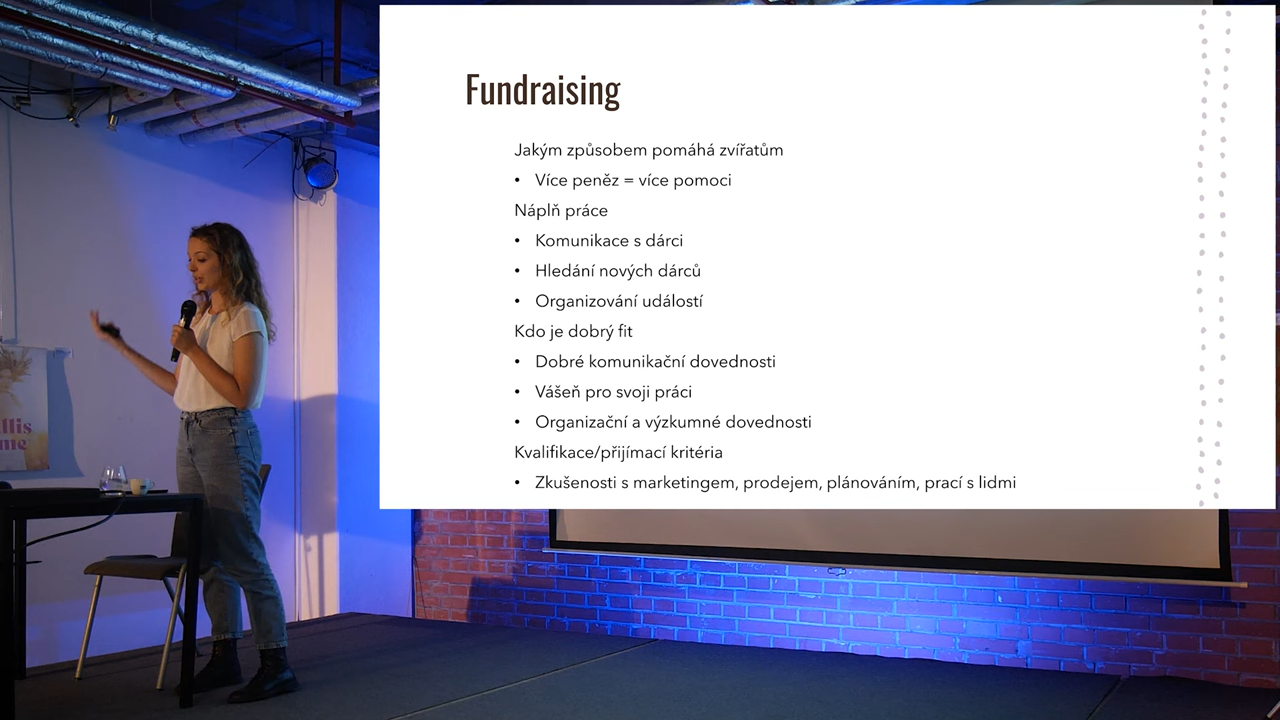 Fundraising
Jakým způsobem pomáhá zvířatům
• Více peněz = více pomoci
Náplň práce
• Komunikace s dárci
• Hledání nových dárců
• Organizování událostí
Kdo je dobrý fit
• Dobré komunikační dovednosti
• Vášeň pro svoji práci
• Organizační a výzkumné dovednosti
Kvalifikace/přijímací kritéria
• Zkušenosti s marketingem, prodejem, plánováním, prací s lidmi